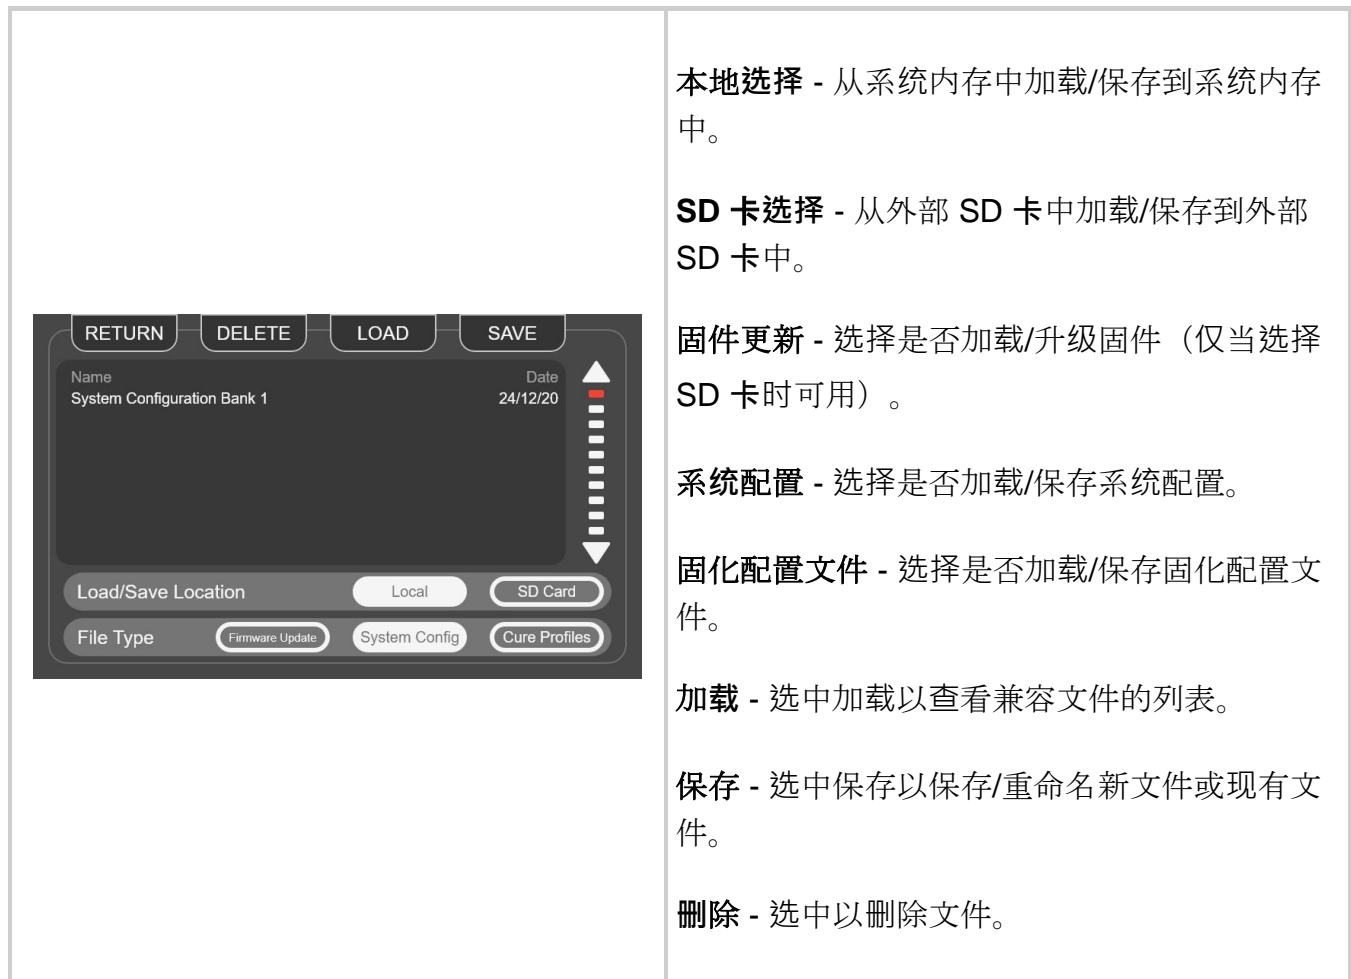 RETURN DELETE LOAD SAVE
Name Date
System Configuration Bank 1 24/12/20
Load/Save Location Local SD Card
File Type Firmware Update System Config Cure Profiles
本地选择 - 从系统内存中加载/保存到系统内存
中。
SD 卡选择 - 从外部 SD 卡中加载/保存到外部
SD 卡中。
固件更新 - 选择是否加载/升级固件（仅当选择
SD 卡时可用）。
系统配置 - 选择是否加载/保存系统配置。
固化配置文件 - 选择是否加载/保存固化配置文
件。
加载 - 选中加载以查看兼容文件的列表。
保存 - 选中保存以保存/重命名新文件或现有文
件。
删除 - 选中以删除文件。